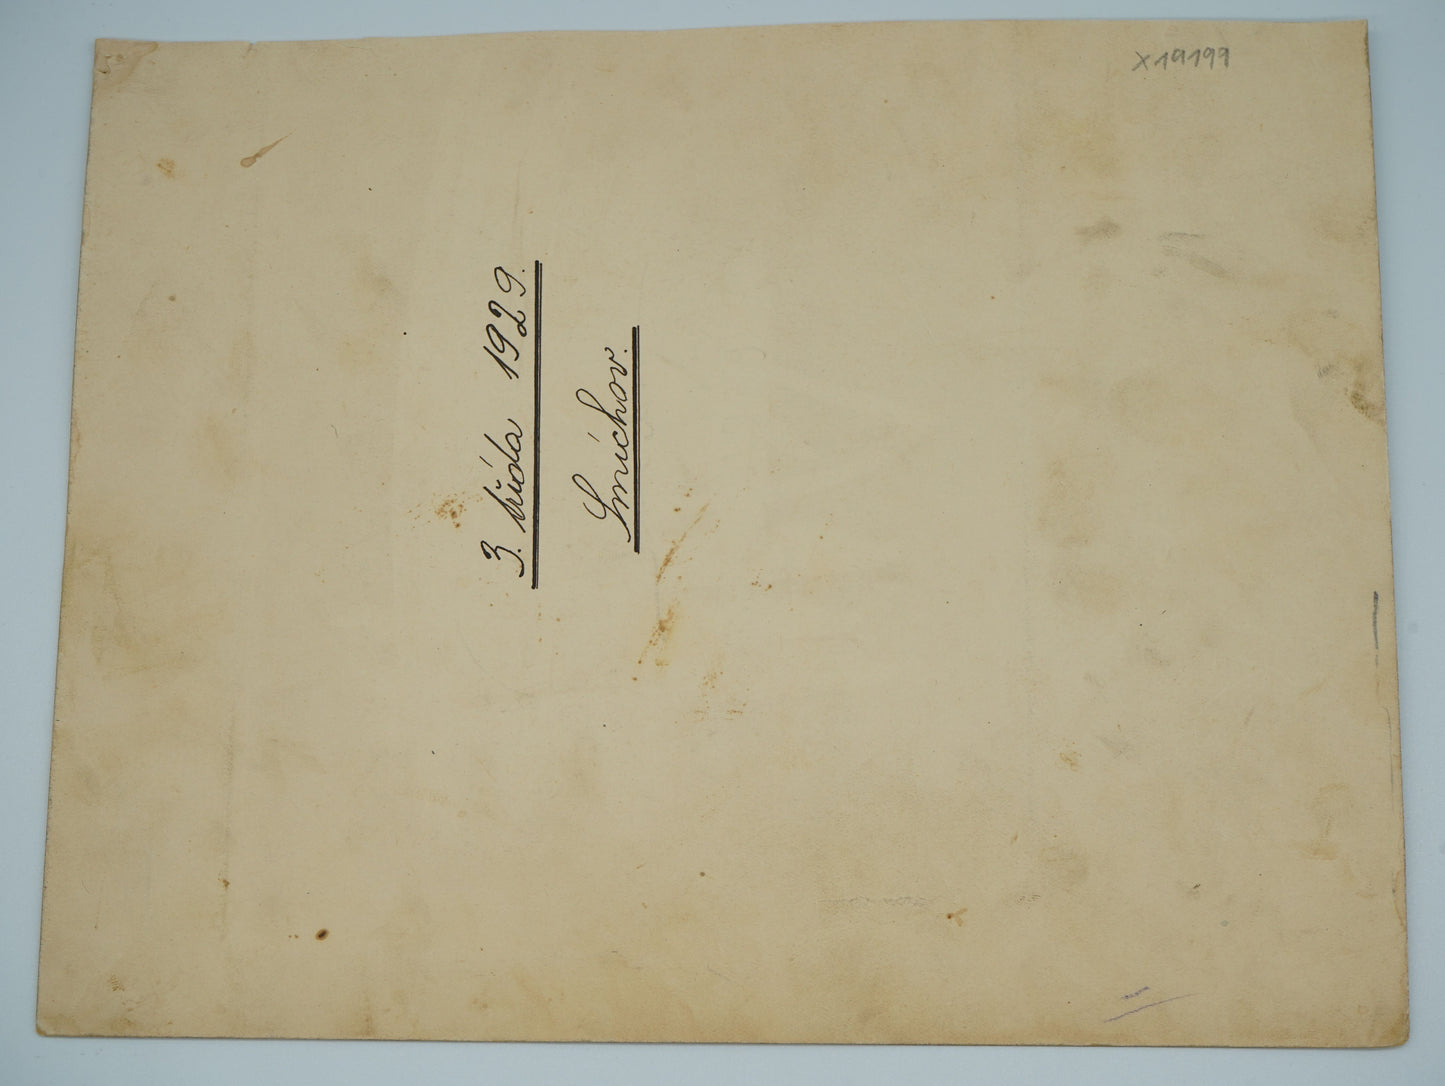 X19199
3. třída 1929.
Smíchov.